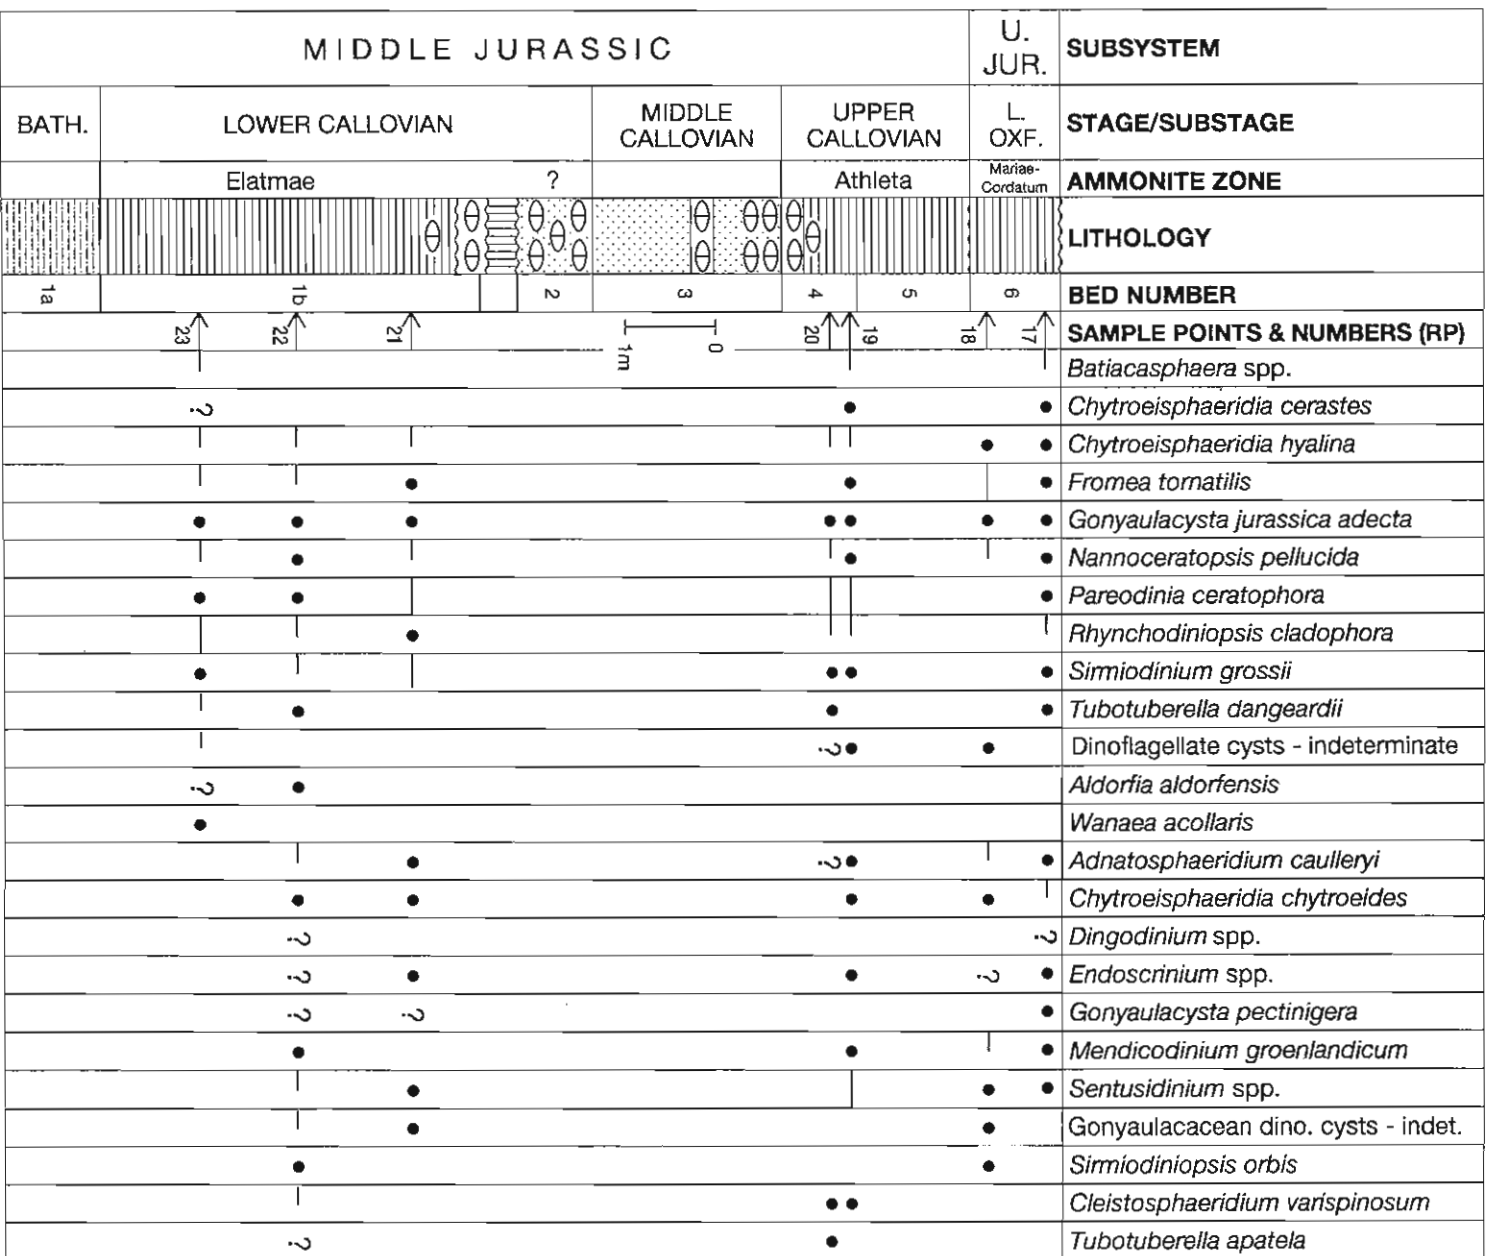 MIDDLE JURASSIC
U.
JUR.
SUBSYSTEM
BATH.
LOWER CALLOVIAN
MIDDLE
CALLOVIAN
UPPER
CALLOVIAN
L.
OXF.
STAGE/SUBSTAGE
Elatmae
?
Athleta
Mariae-
Cordatum
AMMONITE ZONE
LITHOLOGY
1a
1b
2
3
4
5
6
BED NUMBER
23
22
21
1m
0
20
19
18
17
SAMPLE POINTS & NUMBERS (RP)
Batiacasphaera spp.
? Chytroeisphaeridia cerastes
Chytroeisphaeridia hyalina
Fromea tornatilis
Gonyaulacysta jurassica adecta
Nannoceratopsis pellucida
Pareodinia ceratophora
Rhynchodiniopsis cladophora
Sirmiodinium grossii
Tubotuberella dangeardii
? Dinoflagellate cysts - indeterminate
? Aldorfia aldorfensis
Wanaea acollaris
? Adnatosphaeridium caulleryi
Chytroeisphaeridia chytroeides
? ? Dingodinium spp.
? ? Endoscrinium spp.
? ? Gonyaulacysta pectinigera
Mendicodinium groenlandicum
Sentusidinium spp.
Gonyaulacacean dino. cysts - indet.
Sirmiodiniopsis orbis
Cleistosphaeridium varispinosum
? Tubotuberella apatela